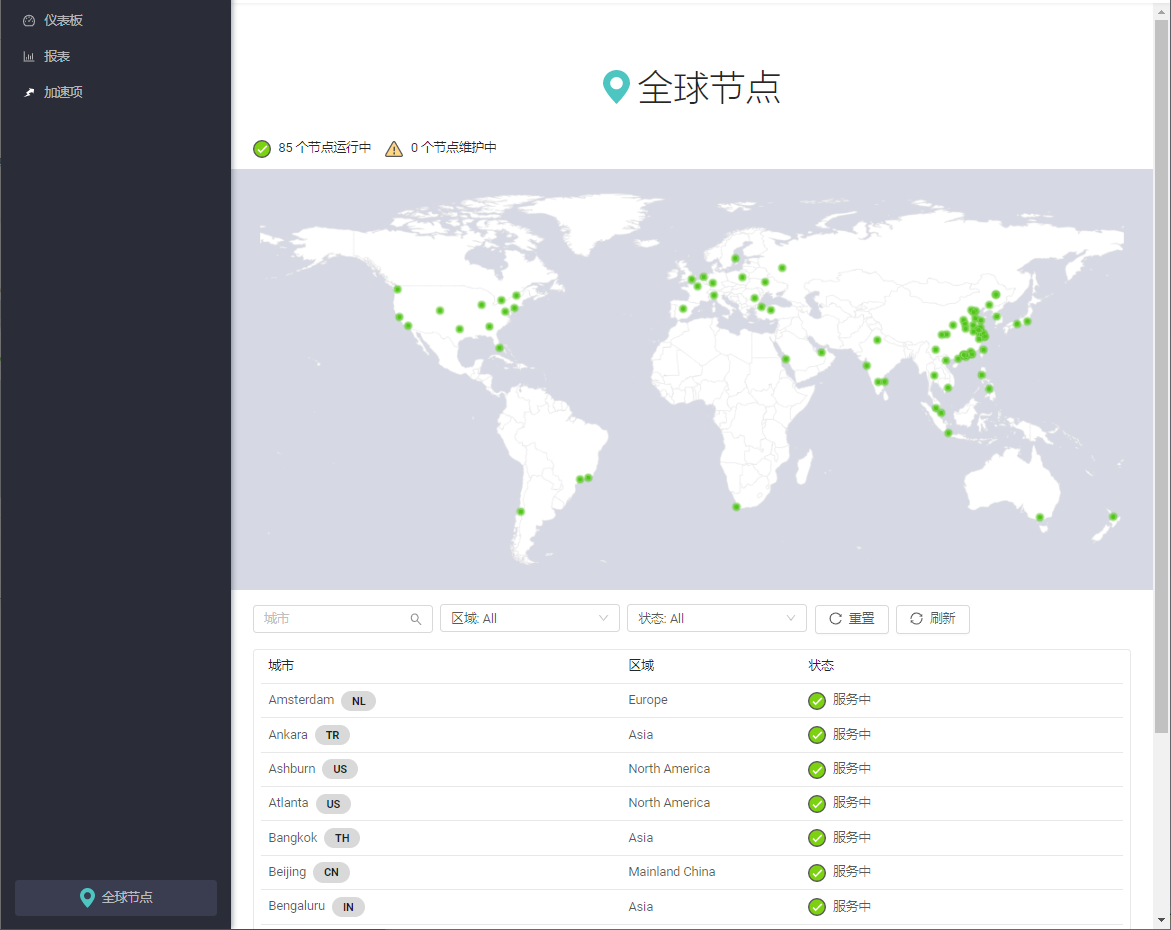 仪表板
报表
加速项
全球节点
85 个节点运行中 0 个节点维护中
城市 区域: All 状态: All 重置 刷新
城市 区域 状态
Amsterdam NL Europe 服务中
Ankara TR Asia 服务中
Ashburn US North America 服务中
Atlanta US North America 服务中
Bangkok TH Asia 服务中
Beijing CN Mainland China 服务中
Bengaluru IN Asia 服务中
全球节点